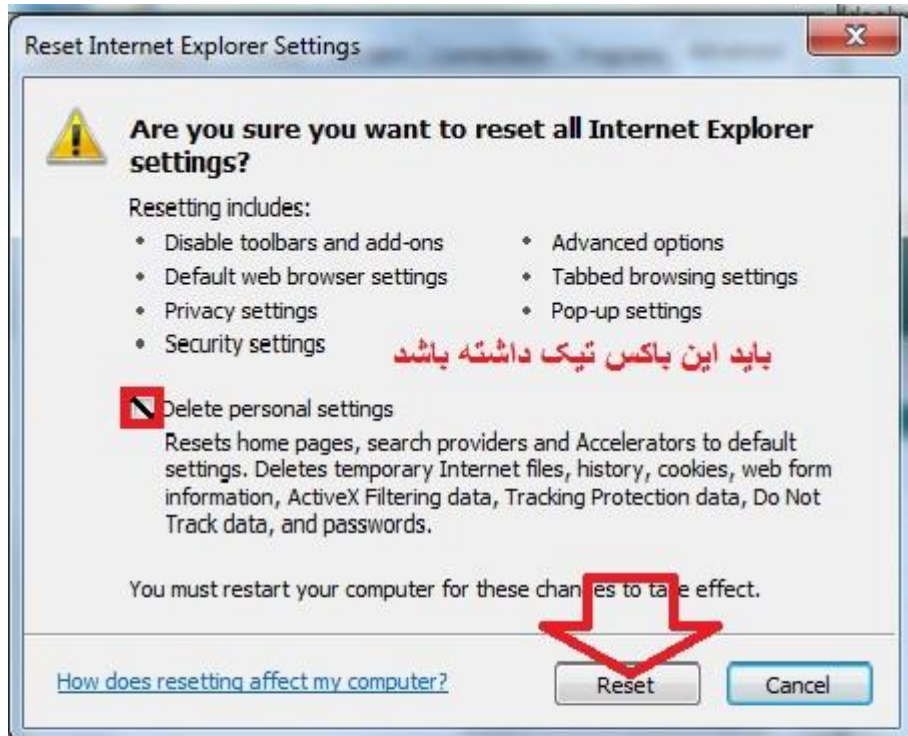 Reset Internet Explorer Settings
Are you sure you want to reset all Internet Explorer
settings?
Resetting includes:
• Disable toolbars and add-ons
• Default web browser settings
• Privacy settings
• Security settings
• Advanced options
• Tabbed browsing settings
• Pop-up settings
باید این باکس تیک داشته باشد
Delete personal settings
Resets home pages, search providers and Accelerators to default
settings. Deletes temporary Internet files, history, cookies, web form
information, ActiveX Filtering data, Tracking Protection data, Do Not
Track data, and passwords.
You must restart your computer for these changes to take effect.
How does resetting affect my computer?
Reset
Cancel